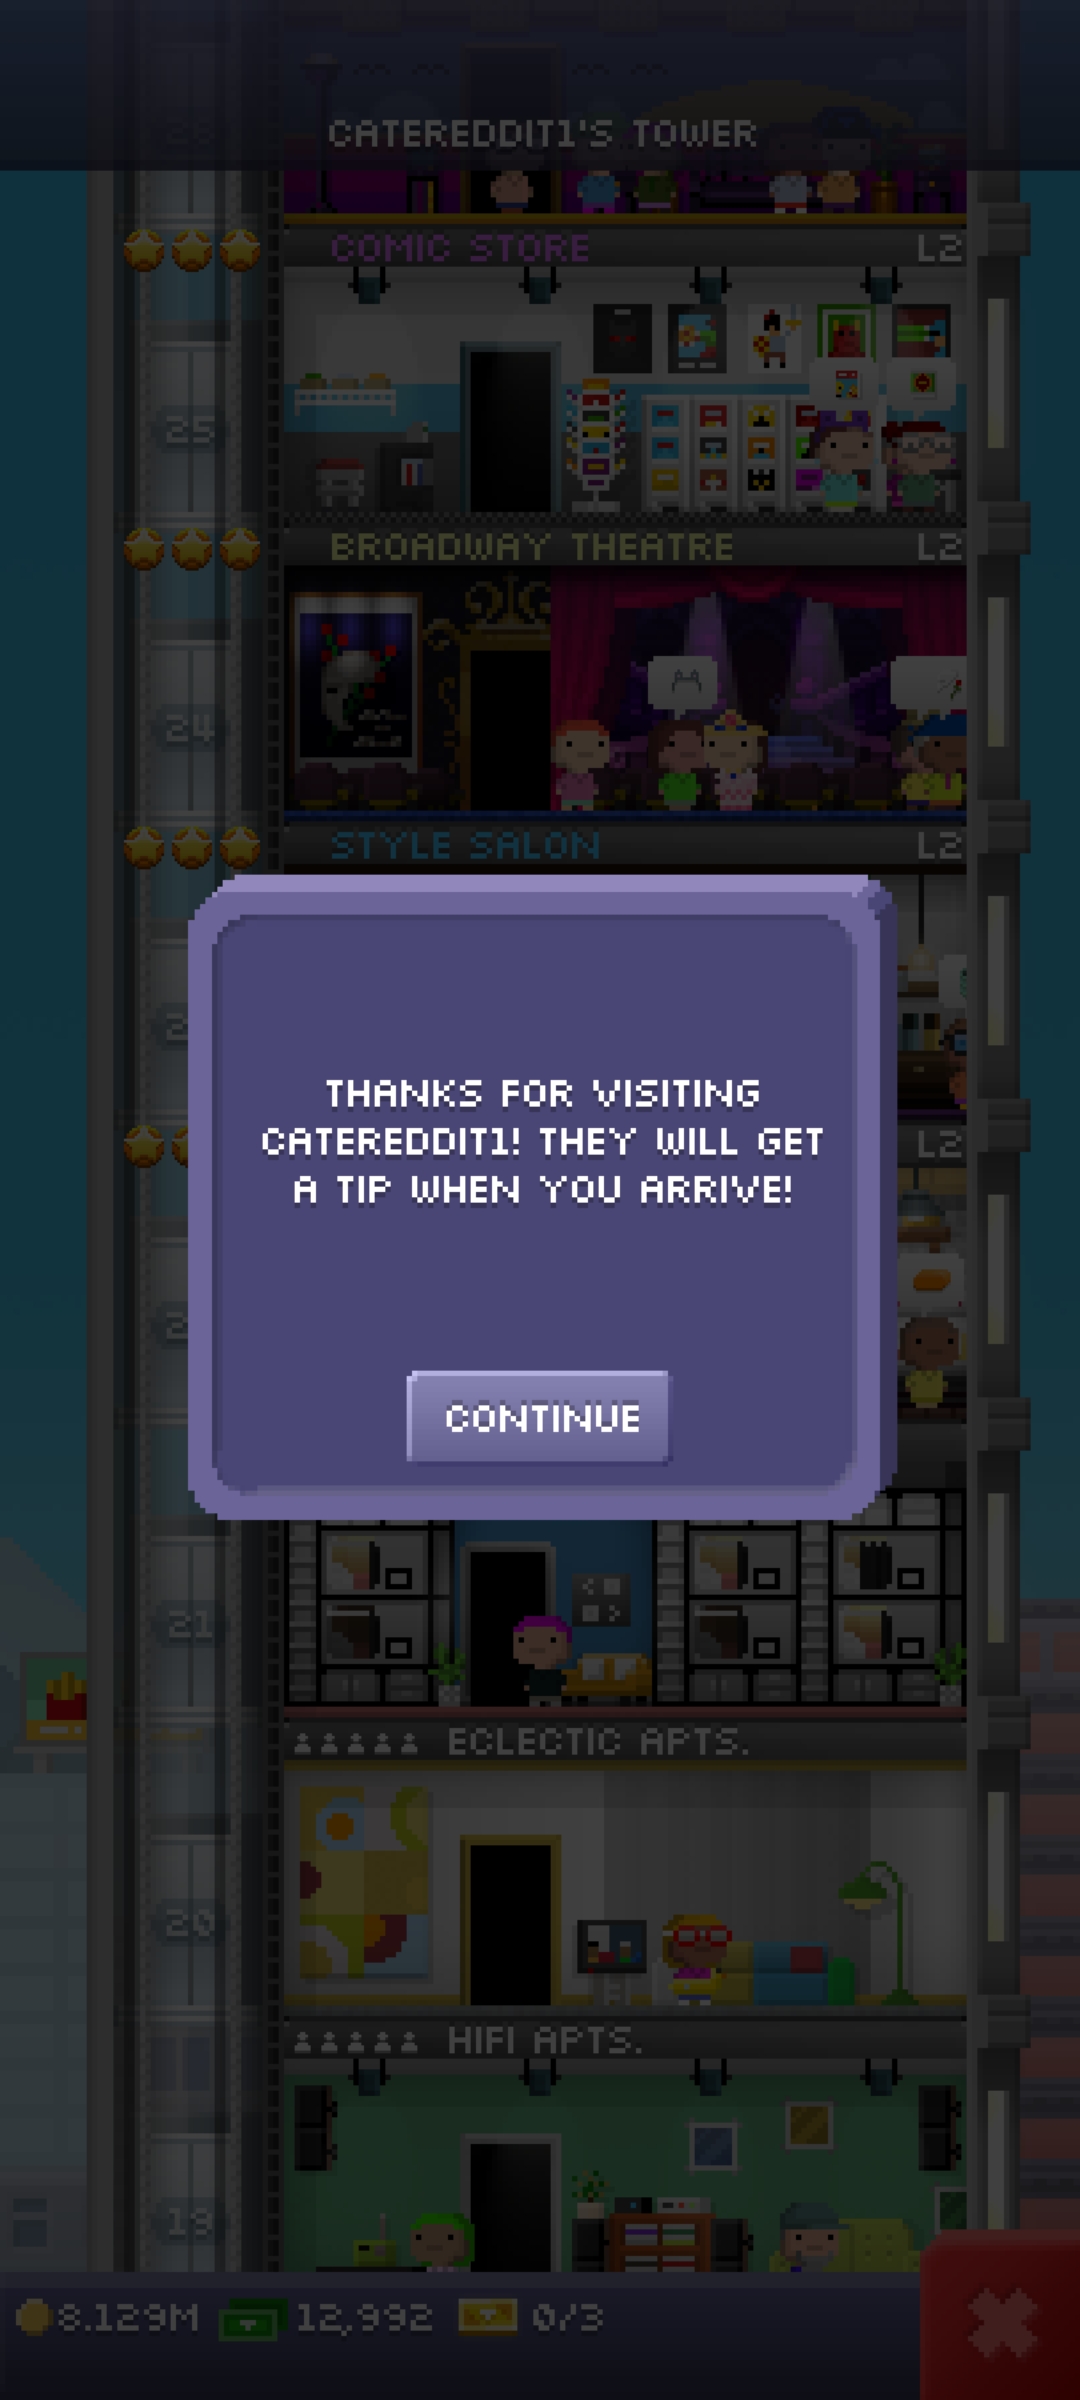 CATEREDDIT1'S TOWER
COMIC STORE L2
25
BROADWAY THEATRE L2
24
STYLE SALON L2
THANKS FOR VISITING
CATEREDDIT1! THEY WILL GET
A TIP WHEN YOU ARRIVE!
L2
CONTINUE
21
ECLECTIC APTS.
20
HIFI APTS.
19
8.129M 12,992 0/3